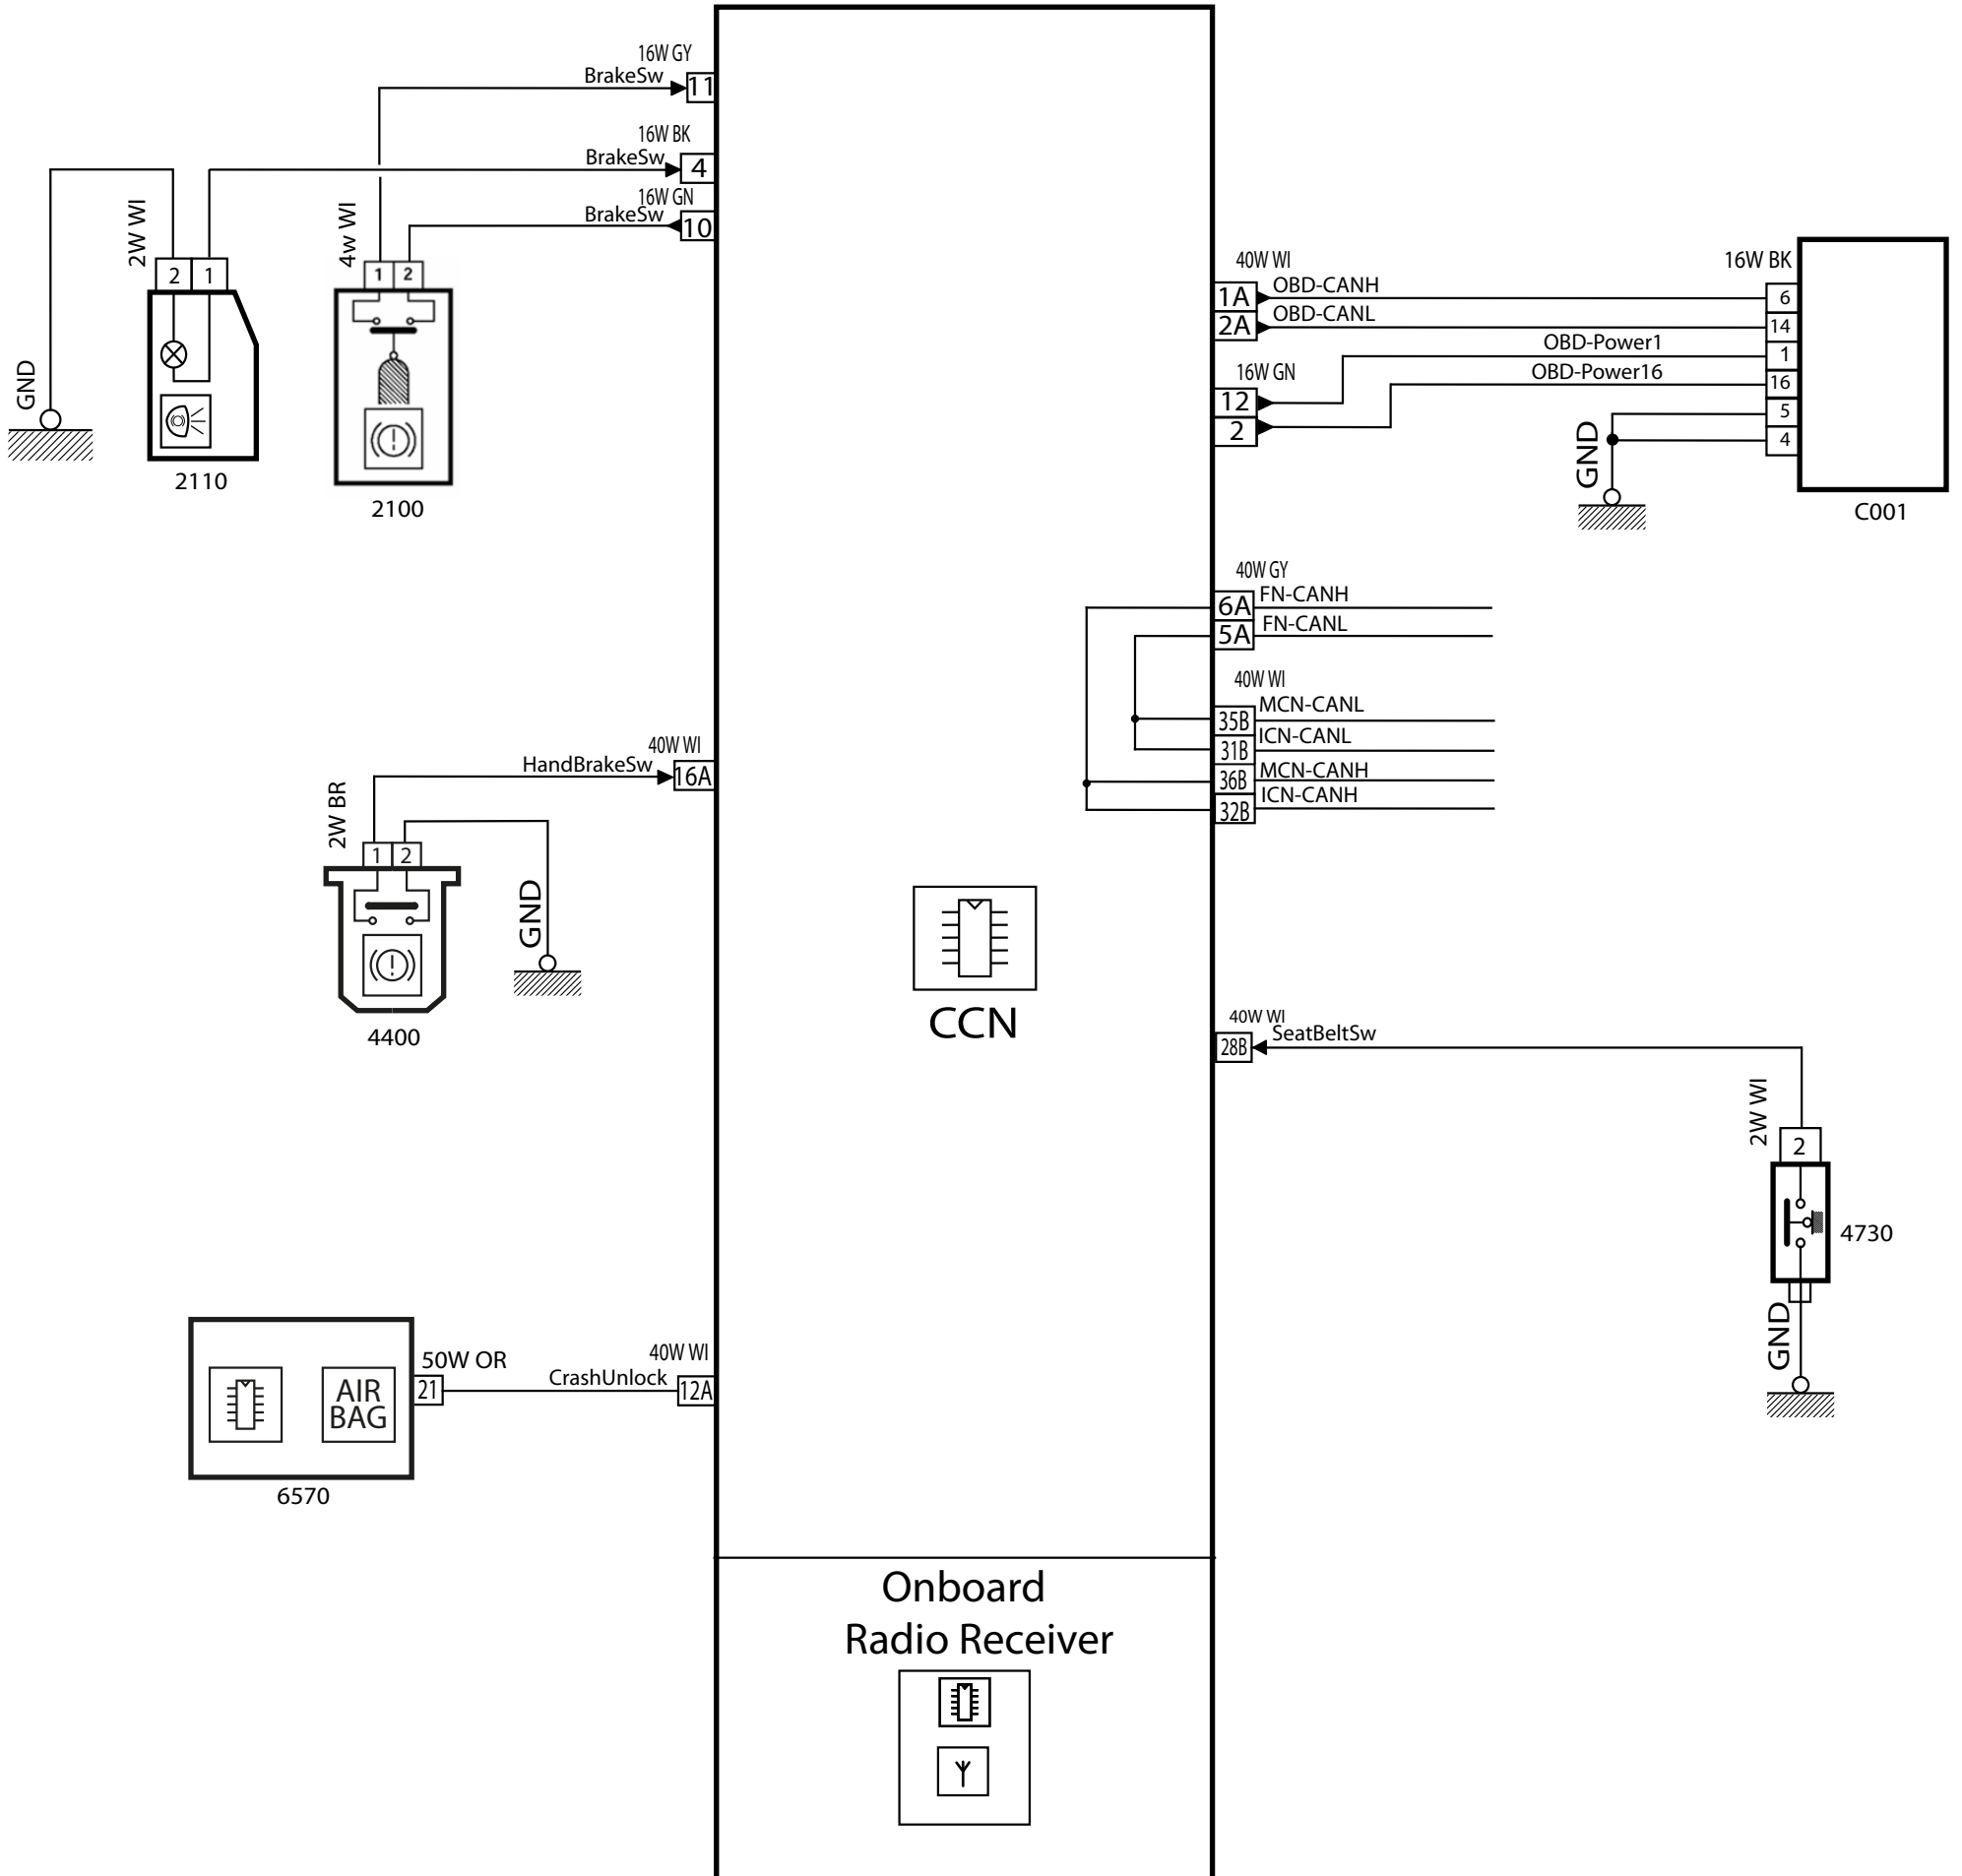 16W GY
BrakeSw
11
16W BK
BrakeSw
4
16W GN
BrakeSw
10
2W WI
2 1
GND
2110
4w WI
1 2
2100
40W WI
1A OBD-CANH
2A OBD-CANL
16W GN
12
2
OBD-Power1
OBD-Power16
16W BK
6
14
1
16
5
4
GND
C001
40W GY
6A FN-CANH
5A FN-CANL
40W WI
35B MCN-CANL
31B ICN-CANL
36B MCN-CANH
32B ICN-CANH
40W WI
HandBrakeSw
16A
2W BR
1 2
GND
4400
CCN
40W WI
28B SeatBeltSw
2W WI
2
4730
GND
AIR
BAG
50W OR
21
CrashUnlock
40W WI
12A
6570
Onboard
Radio Receiver